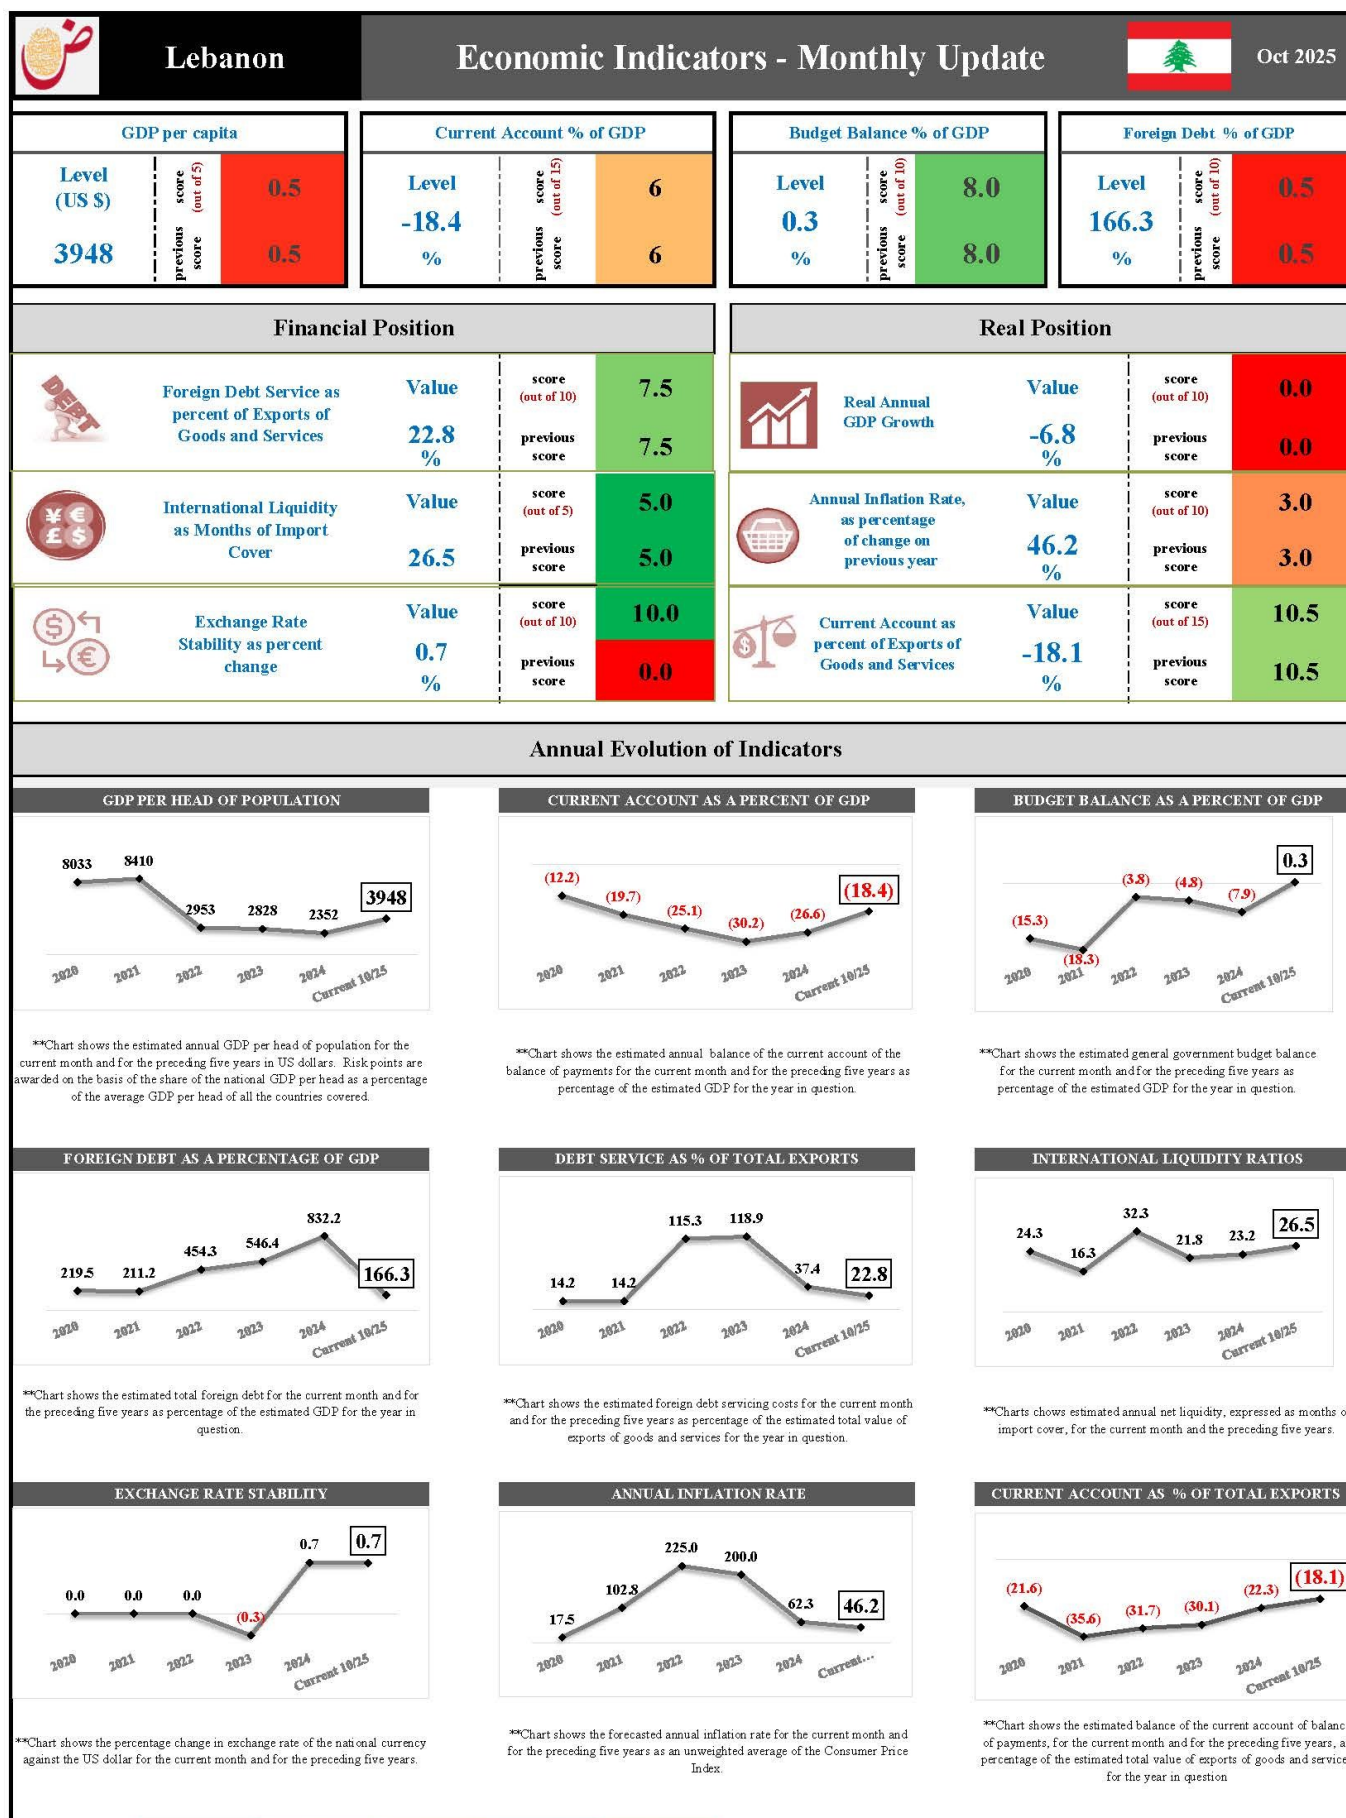 ض
Lebanon
Economic Indicators - Monthly Update
Oct 2025
GDP per capita
Level
(US $)
3948
score
(out of 5)
0.5
previous
score
0.5
Current Account % of GDP
Level
-18.4
%
score
(out of 15)
6
previous
score
6
Budget Balance % of GDP
Level
0.3
%
score
(out of 10)
8.0
previous
score
8.0
Foreign Debt % of GDP
Level
166.3
%
score
(out of 10)
0.5
previous
score
0.5
Financial Position
DEBT
Foreign Debt Service as
percent of Exports of
Goods and Services
Value
22.8
%
score
(out of 10)
7.5
previous
score
7.5
¥ €
£ $
International Liquidity
as Months of Import
Cover
Value
26.5
score
(out of 5)
5.0
previous
score
5.0
$
€
Exchange Rate
Stability as percent
change
Value
0.7
%
score
(out of 10)
10.0
previous
score
0.0
Real Position
Real Annual
GDP Growth
Value
-6.8
%
score
(out of 10)
0.0
previous
score
0.0
Annual Inflation Rate,
as percentage
of change on
previous year
Value
46.2
%
score
(out of 10)
3.0
previous
score
3.0
$
Current Account as
percent of Exports of
Goods and Services
Value
-18.1
%
score
(out of 15)
10.5
previous
score
10.5
Annual Evolution of Indicators
GDP PER HEAD OF POPULATION
8033
8410
2953
2828
2352
3948
2020
2021
2022
2023
2024
Current 10/25
**Chart shows the estimated annual GDP per head of population for the
current month and for the preceding five years in US dollars. Risk points are
awarded on the basis of the share of the national GDP per head as a percentage
of the average GDP per head of all the countries covered.
CURRENT ACCOUNT AS A PERCENT OF GDP
(12.2)
(19.7)
(25.1)
(30.2)
(26.6)
(18.4)
2020
2021
2022
2023
2024
Current 10/25
**Chart shows the estimated annual balance of the current account of the
balance of payments for the current month and for the preceding five years as
percentage of the estimated GDP for the year in question.
BUDGET BALANCE AS A PERCENT OF GDP
(15.3)
(18.3)
(3.8)
(4.8)
(7.9)
0.3
2020
2021
2022
2023
2024
Current 10/25
**Chart shows the estimated general government budget balance
for the current month and for the preceding five years as
percentage of the estimated GDP for the year in question.
FOREIGN DEBT AS A PERCENTAGE OF GDP
219.5
211.2
454.3
546.4
832.2
166.3
2020
2021
2022
2023
2024
Current 10/25
**Chart shows the estimated total foreign debt for the current month and for
the preceding five years as percentage of the estimated GDP for the year in
question.
DEBT SERVICE AS % OF TOTAL EXPORTS
14.2
14.2
115.3
118.9
37.4
22.8
2020
2021
2022
2023
2024
Current 10/25
**Chart shows the estimated foreign debt servicing costs for the current month
and for the preceding five years as percentage of the estimated total value of
exports of goods and services for the year in question.
INTERNATIONAL LIQUIDITY RATIOS
24.3
16.3
32.3
21.8
23.2
26.5
2020
2021
2022
2023
2024
Current 10/25
**Charts chows estimated annual net liquidity, expressed as months o
import cover, for the current month and the preceding five years.
EXCHANGE RATE STABILITY
0.0
0.0
0.0
(0.3)
0.7
0.7
2020
2021
2022
2023
2024
Current 10/25
**Chart shows the percentage change in exchange rate of the national currency
against the US dollar for the current month and for the preceding five years.
ANNUAL INFLATION RATE
17.5
102.8
225.0
200.0
62.3
46.2
2020
2021
2022
2023
2024
Current...
**Chart shows the forecasted annual inflation rate for the current month and
for the preceding five years as an unweighted average of the Consumer Price
Index.
CURRENT ACCOUNT AS % OF TOTAL EXPORTS
(21.6)
(35.6)
(31.7)
(30.1)
(22.3)
(18.1)
2020
2021
2022
2023
2024
Current 10/25
**Chart shows the estimated balance of the current account of balanc
of payments, for the current month and for the preceding five years, a
percentage of the estimated total value of exports of goods and service
for the year in question